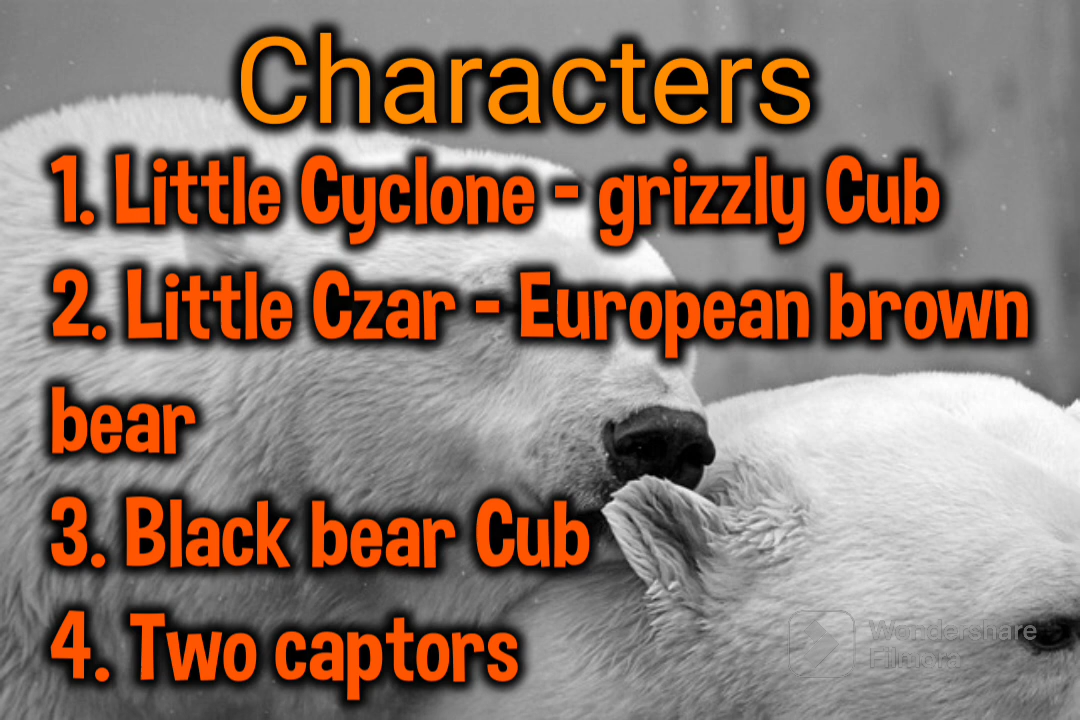 Characters
1. Little Cyclone - grizzly Cub
2. Little Czar - European brown
bear
3. Black bear Cub
4. Two captors
Wondershare
Filmora